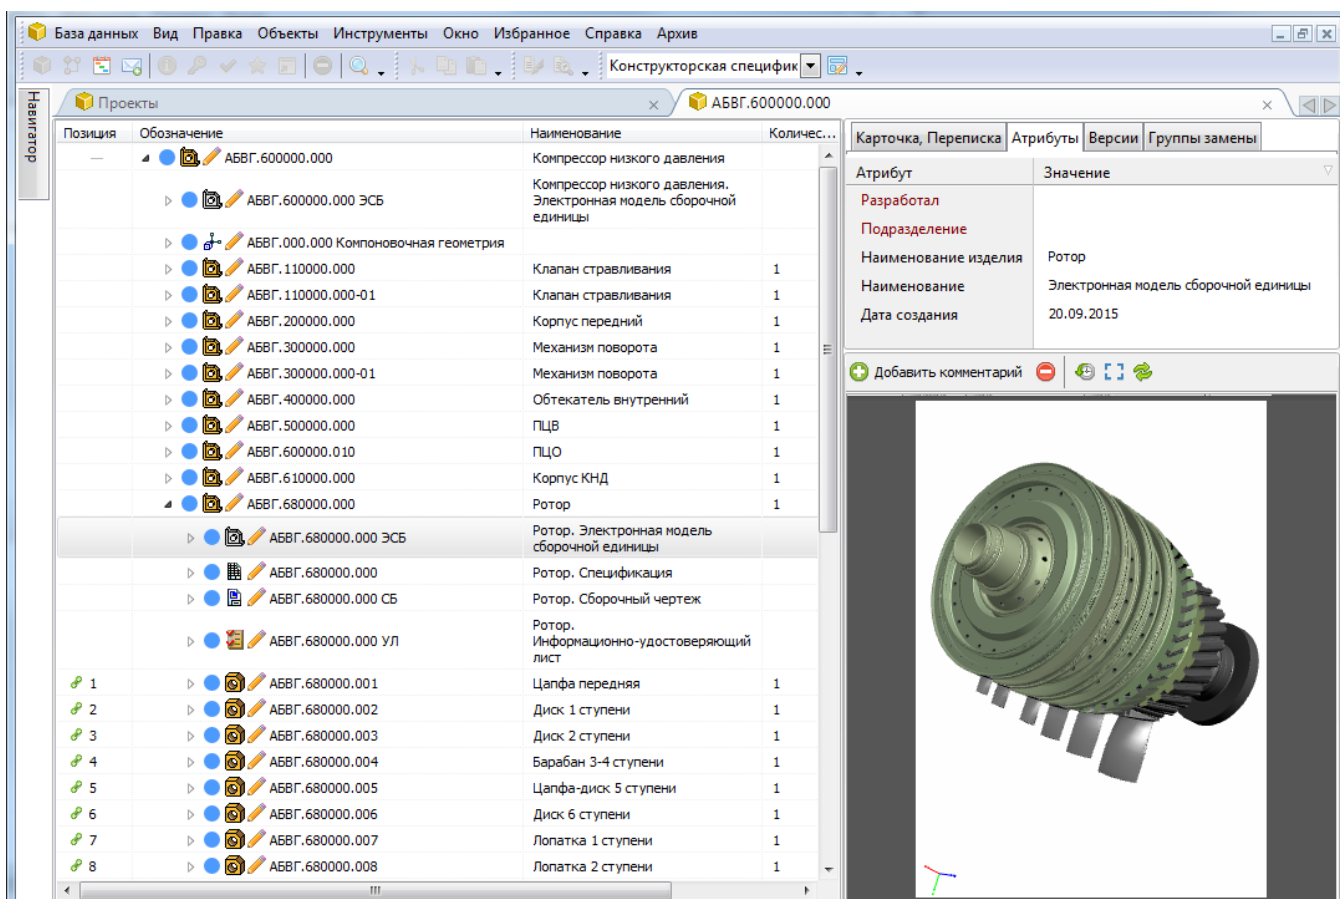 База данных Вид Правка Объекты Инструменты Окно Избранное Справка Архив
Конструкторская специфик
Навигатор
Проекты
АБВГ.600000.000
Позиция Обозначение Наименование Количес...
— АБВГ.600000.000 Компрессор низкого давления
АБВГ.600000.000 ЭСБ Компрессор низкого давления.
Электронная модель сборочной
единицы
АБВГ.000.000 Компоновочная геометрия
АБВГ.110000.000 Клапан стравливания 1
АБВГ.110000.000-01 Клапан стравливания 1
АБВГ.200000.000 Корпус передний 1
АБВГ.300000.000 Механизм поворота 1
АБВГ.300000.000-01 Механизм поворота 1
АБВГ.400000.000 Обтекатель внутренний 1
АБВГ.500000.000 ПЦВ 1
АБВГ.600000.010 ПЦО 1
АБВГ.610000.000 Корпус КНД 1
АБВГ.680000.000 Ротор 1
АБВГ.680000.000 ЭСБ Ротор. Электронная модель
сборочной единицы
АБВГ.680000.000 Ротор. Спецификация
АБВГ.680000.000 СБ Ротор. Сборочный чертеж
АБВГ.680000.000 УЛ Ротор.
Информационно-удостоверяющий
лист
1 АБВГ.680000.001 Цапфа передняя 1
2 АБВГ.680000.002 Диск 1 ступени 1
3 АБВГ.680000.003 Диск 2 ступени 1
4 АБВГ.680000.004 Барабан 3-4 ступени 1
5 АБВГ.680000.005 Цапфа-диск 5 ступени 1
6 АБВГ.680000.006 Диск 6 ступени 1
7 АБВГ.680000.007 Лопатка 1 ступени 1
8 АБВГ.680000.008 Лопатка 2 ступени 1
Карточка, Переписка Атрибуты Версии Группы замены
Атрибут Значение
Разработал
Подразделение
Наименование изделия Ротор
Наименование Электронная модель сборочной единицы
Дата создания 20.09.2015
Добавить комментарий